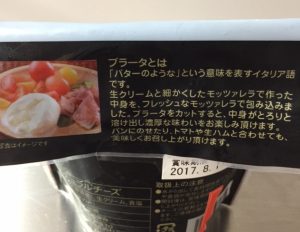 ブラータとは
「バターのような」という意味を表すイタリア語
です。
生クリームと細かくしたモッツァレラで作った
中身を、フレッシュなモッツァレラで包み込みまし
た。ブラータをカットすると、中身がとろりと
溶け出し濃厚な味わいをお楽しみ頂けます。
パンにのせたり、トマトや生ハムと合わせても、
美味しくお召し上がり頂けます。
写真はイメージです
賞味期限
2017. 8.
ルチーズ
生クリーム、食塩
取扱上の注意